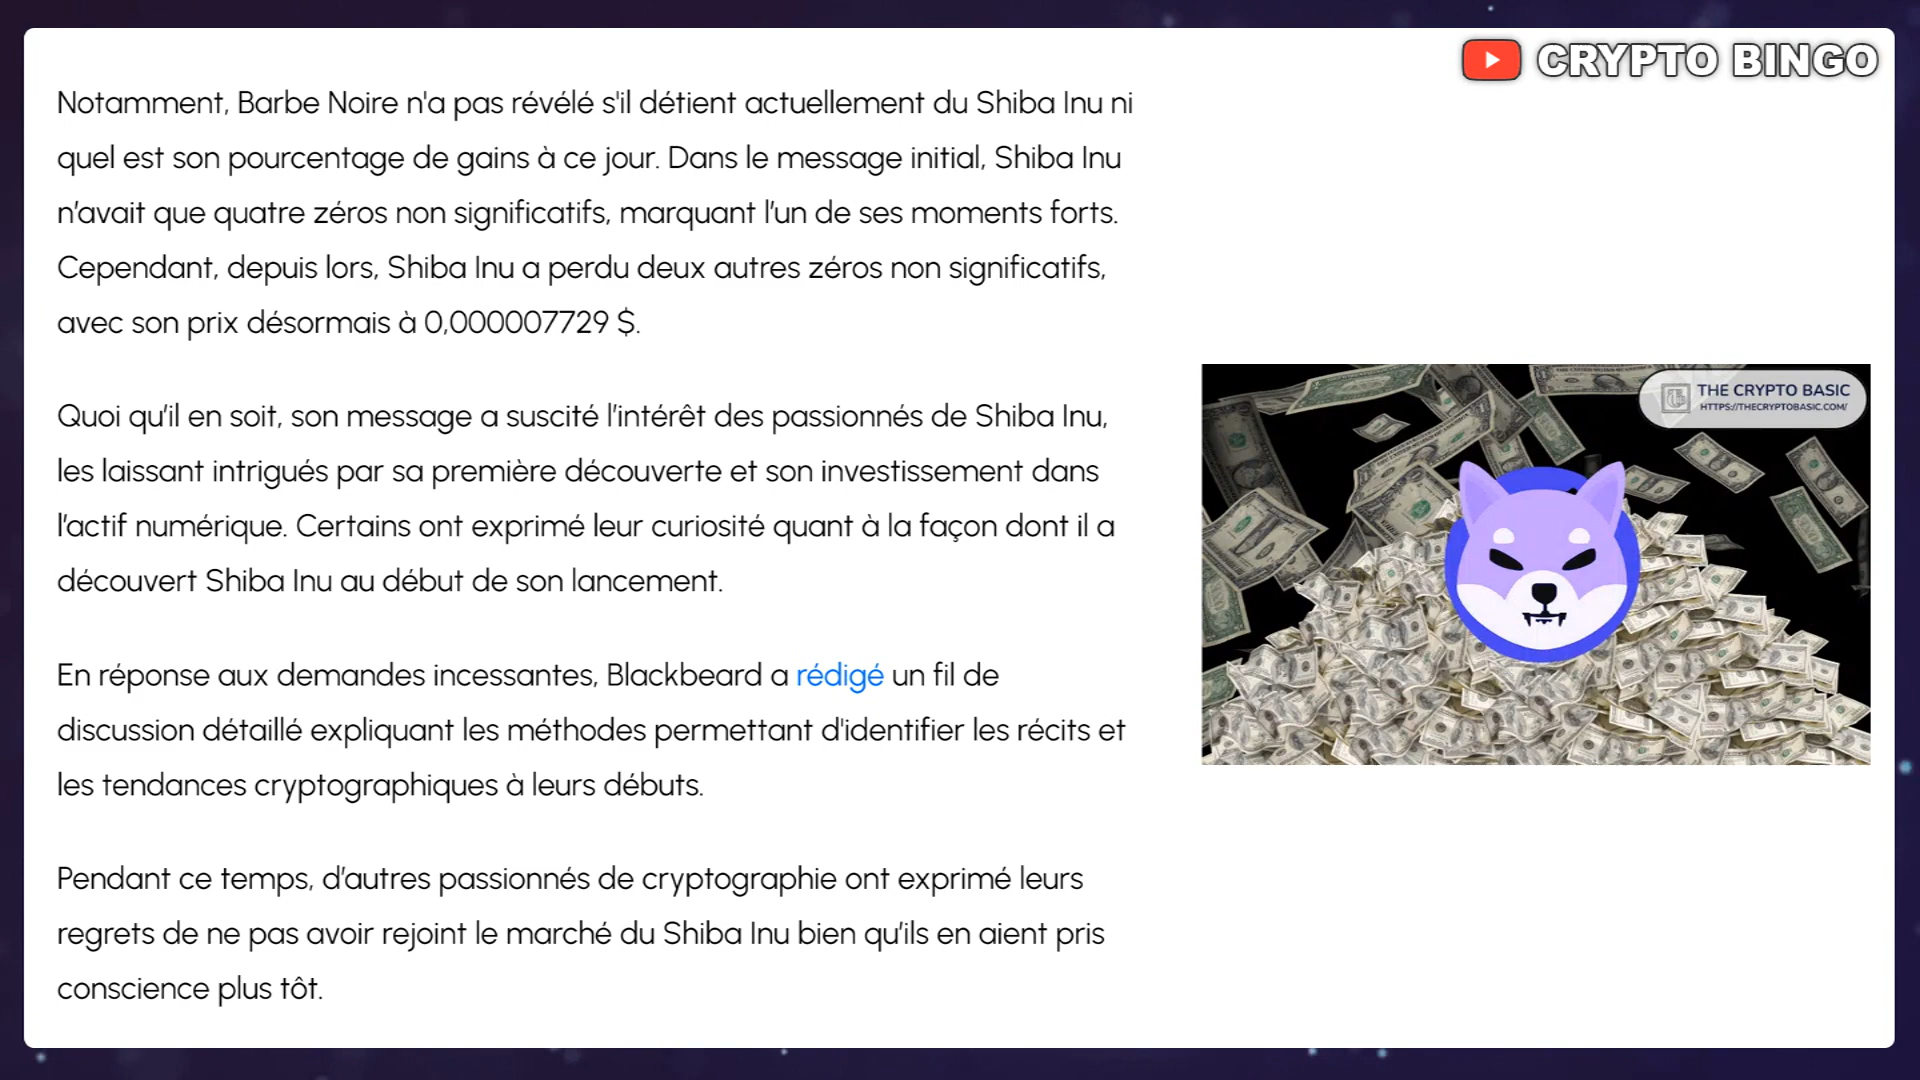 CRYPTO BINGO
Notamment, Barbe Noire n'a pas révélé s'il détient actuellement du Shiba Inu ni
quel est son pourcentage de gains à ce jour. Dans le message initial, Shiba Inu
n'avait que quatre zéros non significatifs, marquant l'un de ses moments forts.
Cependant, depuis lors, Shiba Inu a perdu deux autres zéros non significatifs,
avec son prix désormais à 0,000007729 $.
Quoi qu'il en soit, son message a suscité l'intérêt des passionnés de Shiba Inu,
les laissant intrigués par sa première découverte et son investissement dans
l'actif numérique. Certains ont exprimé leur curiosité quant à la façon dont il a
découvert Shiba Inu au début de son lancement.
En réponse aux demandes incessantes, Blackbeard a rédigé un fil de
discussion détaillé expliquant les méthodes permettant d'identifier les récits et
les tendances cryptographiques à leurs débuts.
Pendant ce temps, d'autres passionnés de cryptographie ont exprimé leurs
regrets de ne pas avoir rejoint le marché du Shiba Inu bien qu'ils en aient pris
conscience plus tôt.
THE CRYPTO BASIC
HTTPS://THECRYPTOBASIC.COM/